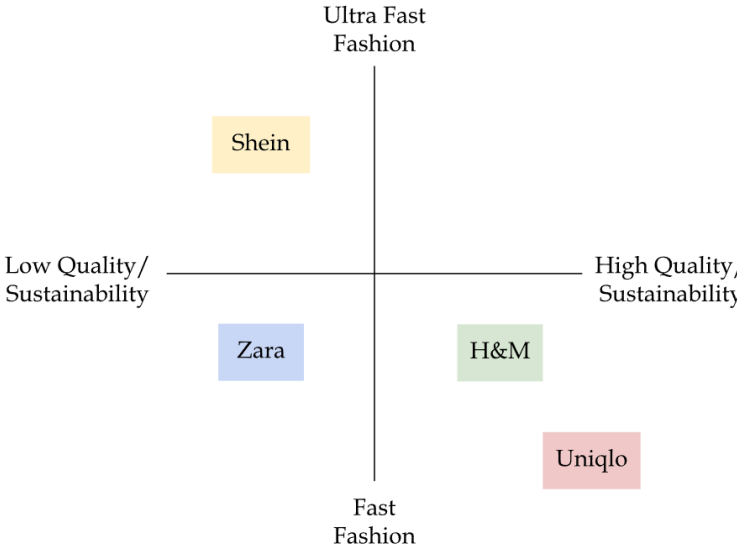 Ultra Fast
Fashion
Shein
Low Quality/
Sustainability
High Quality/
Sustainability
Zara
H&M
Uniqlo
Fast
Fashion